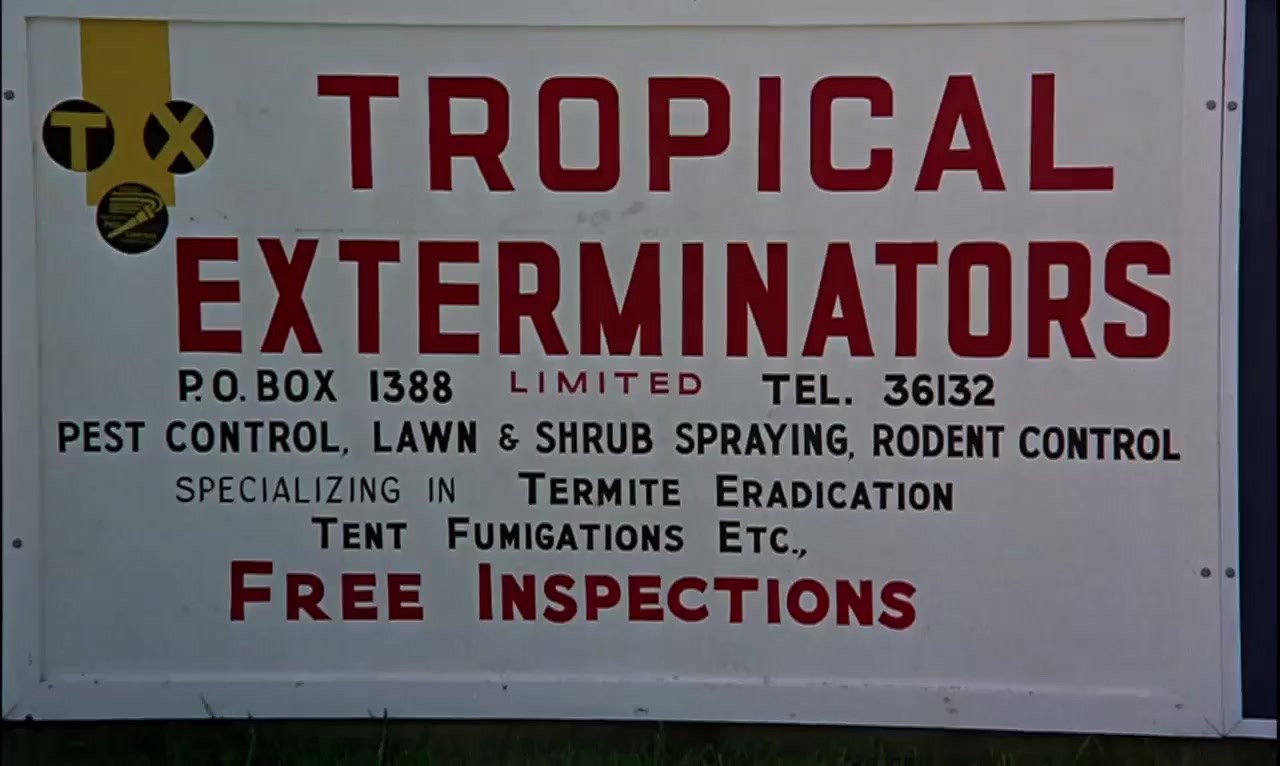 T X
TROPICAL
EXTERMINATORS
P.O. BOX 1388 LIMITED TEL. 36132
PEST CONTROL, LAWN & SHRUB SPRAYING, RODENT CONTROL
SPECIALIZING IN TERMITE ERADICATION
TENT FUMIGATIONS ETC.,
FREE INSPECTIONS